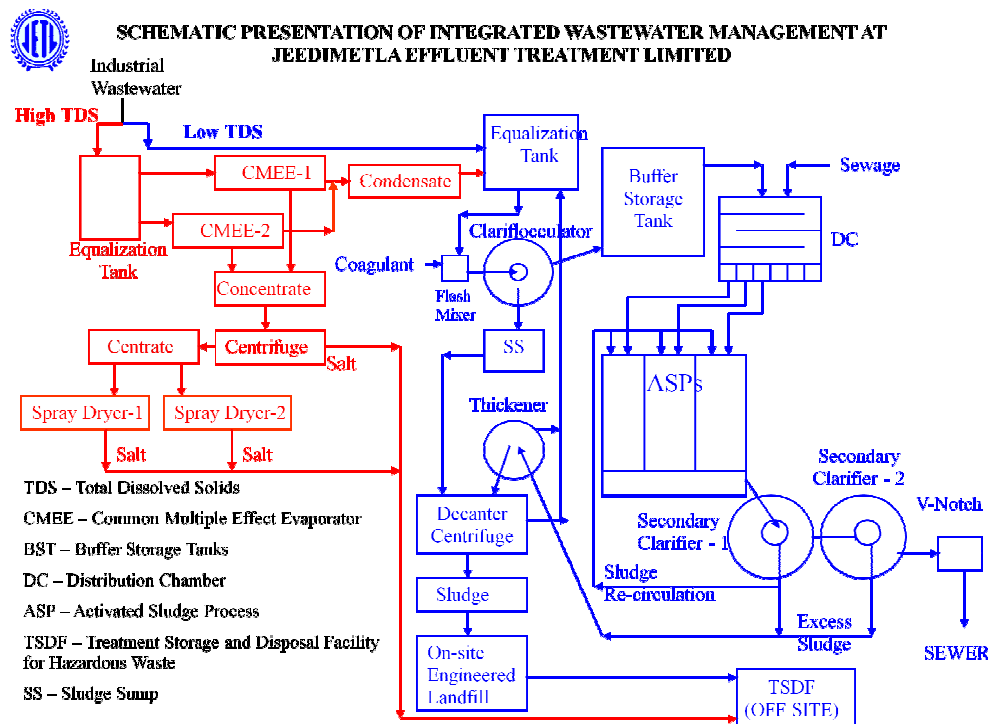 JETL
SCHEMATIC PRESENTATION OF INTEGRATED WASTEWATER MANAGEMENT AT
JEEDIMETLA EFFLUENT TREATMENT LIMITED
Industrial
Wastewater
High TDS
Low TDS
Equalization
Tank
CMEE-1
Condensate
CMEE-2
Equalization
Tank
Concentrate
Centrate
Centrifuge
Salt
Spray Dryer-1
Spray Dryer-2
Salt
Salt
Coagulant
Flash
Mixer
Clariflocculator
SS
Thickener
Decanter
Centrifuge
Sludge
On-site
Engineered
Landfill
Buffer
Storage
Tank
Sewage
DC
ASPs
Secondary
Clarifier - 1
Secondary
Clarifier - 2
V-Notch
Sludge
Re-circulation
Excess
Sludge
SEWER
TSDF
(OFF SITE)
TDS – Total Dissolved Solids
CMEE – Common Multiple Effect Evaporator
BST – Buffer Storage Tanks
DC – Distribution Chamber
ASP – Activated Sludge Process
TSDF – Treatment Storage and Disposal Facility
for Hazardous Waste
SS – Sludge Sump